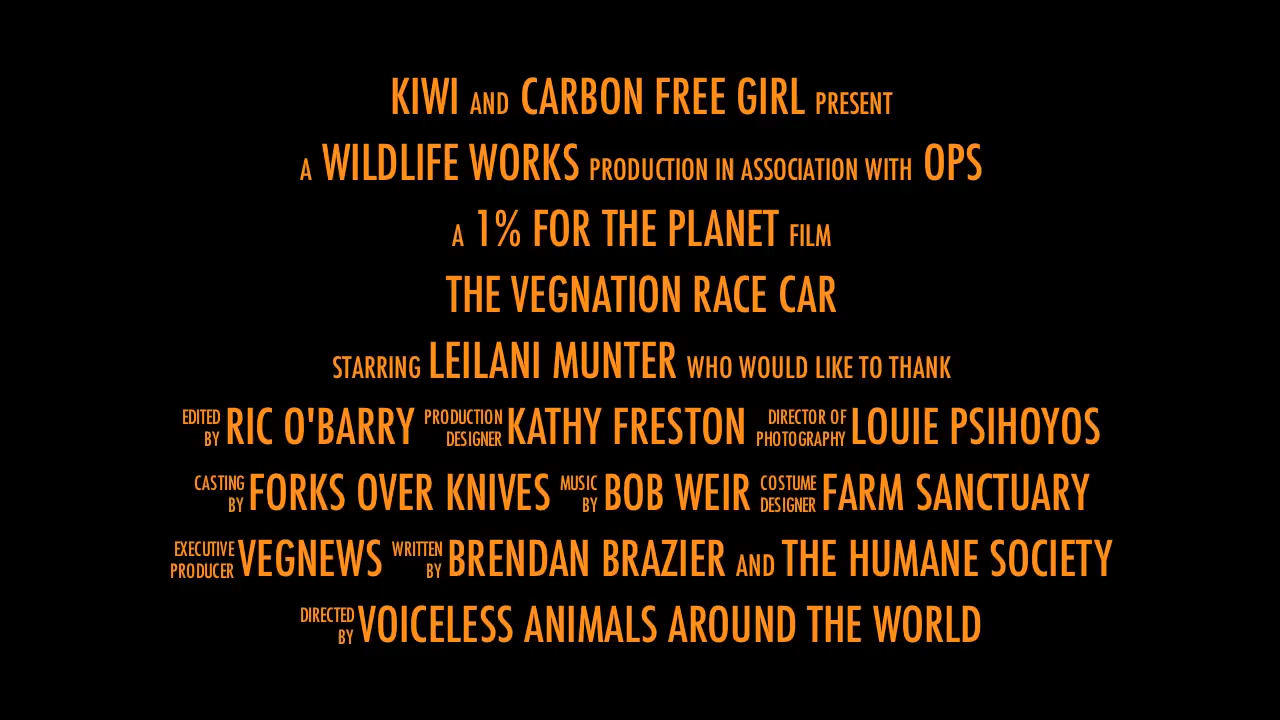 KIWI AND CARBON FREE GIRL PRESENT
A WILDLIFE WORKS PRODUCTION IN ASSOCIATION WITH OPS
A 1% FOR THE PLANET FILM
THE VEGNATION RACE CAR
STARRING LEILANI MUNTER WHO WOULD LIKE TO THANK
EDITED BY RIC O'BARRY PRODUCTION DESIGNER KATHY FRESTON DIRECTOR OF PHOTOGRAPHY LOUIE PSIHOYOS
CASTING BY FORKS OVER KNIVES MUSIC BY BOB WEIR COSTUME DESIGNER FARM SANCTUARY
EXECUTIVE PRODUCER VEGNEWS WRITTEN BY BRENDAN BRAZIER AND THE HUMANE SOCIETY
DIRECTED BY VOICELESS ANIMALS AROUND THE WORLD